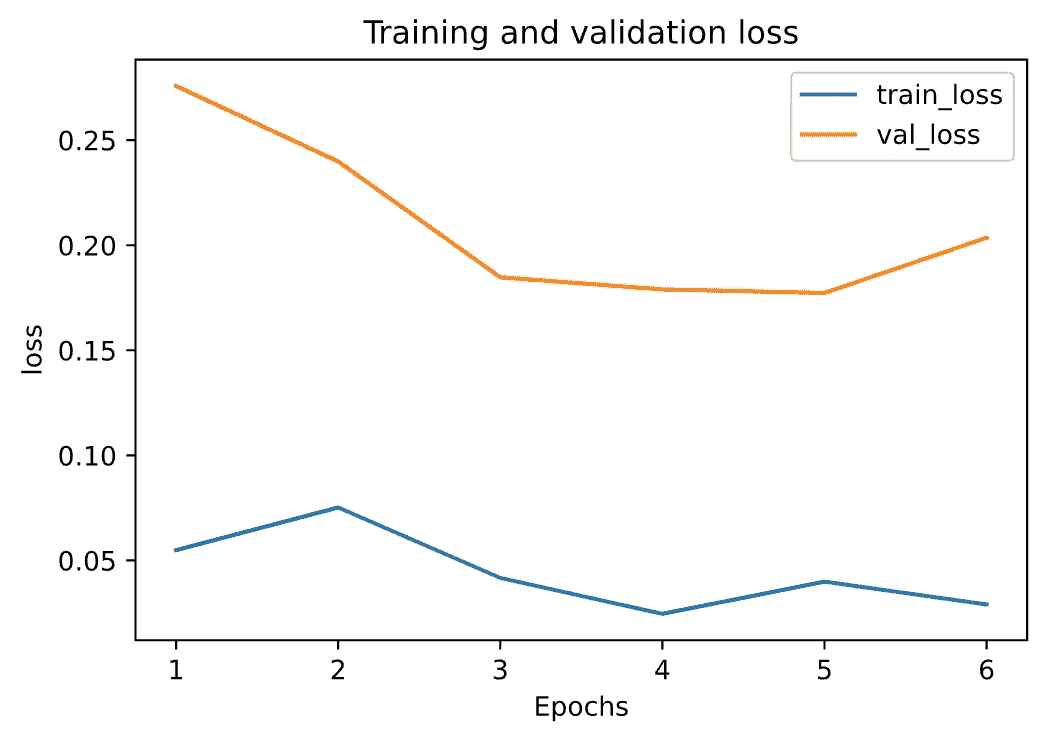 Training and validation loss
train_loss
val_loss
0.25
0.20
0.15
0.10
0.05
loss
1 2 3 4 5 6
Epochs